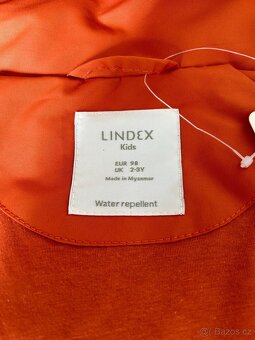 LINDEX
Kids
EUR 98
UK 2-3Y
Made in Myanmar
Water repellent
Bazos.cz